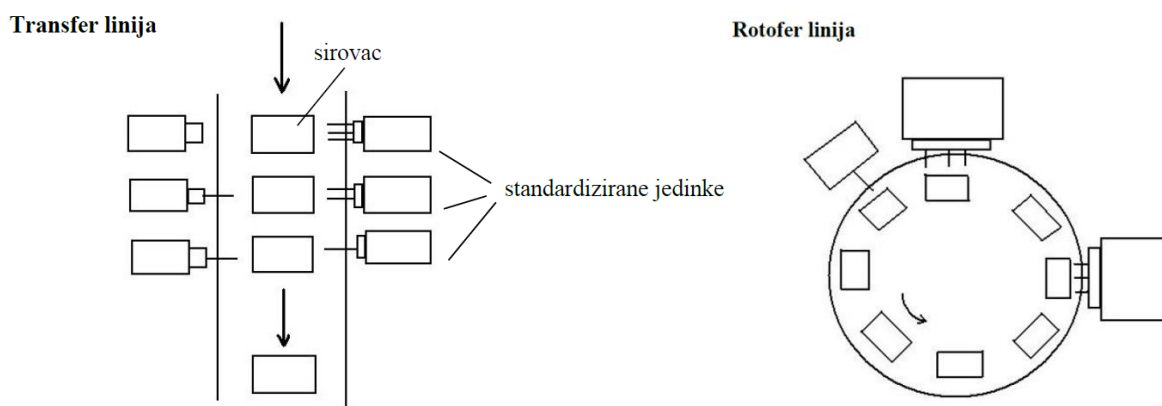 Transfer linija
sirovac
standardizirane jedinke
Rotofer linija